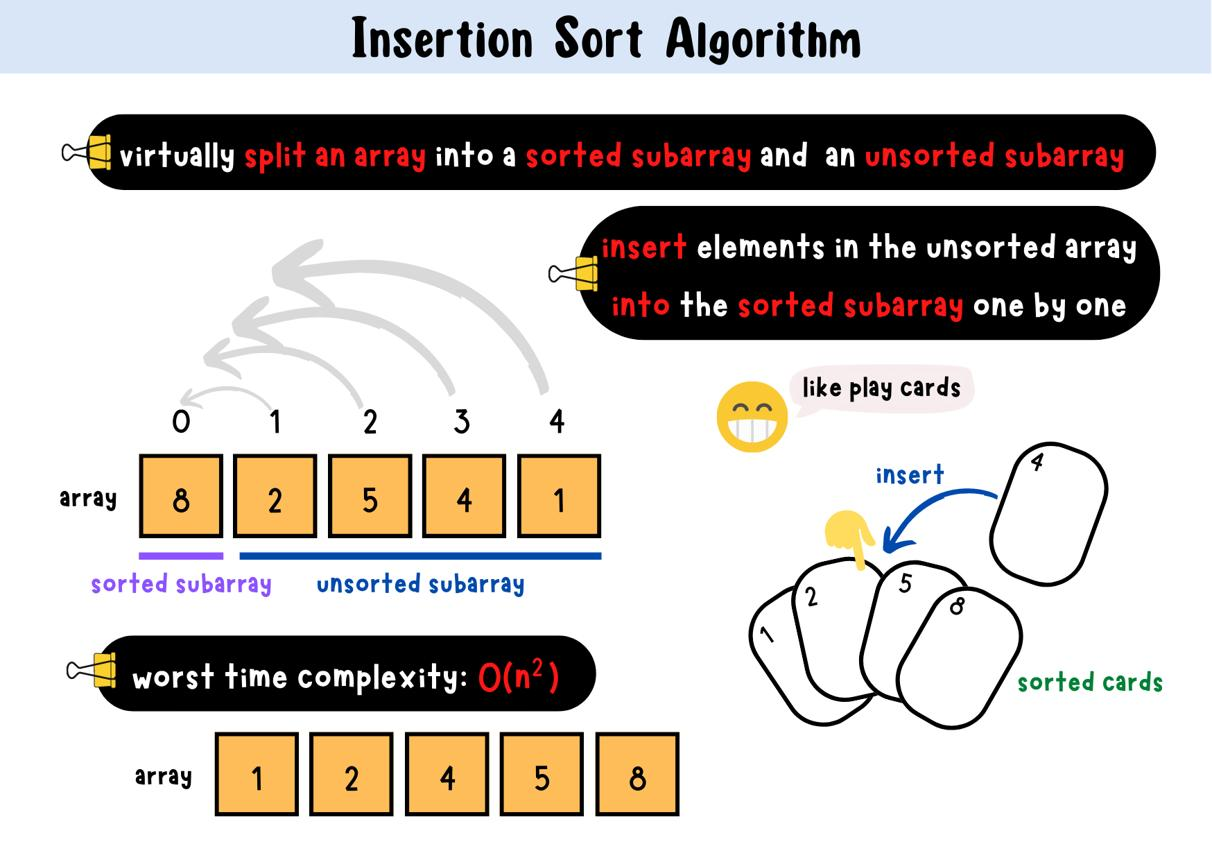 Insertion Sort Algorithm
virtually split an array into a sorted subarray and an unsorted subarray
insert elements in the unsorted array
into the sorted subarray one by one
like play cards
0 1 2 3 4
array 8 2 5 4 1
sorted subarray unsorted subarray
insert
4
1 2 5 8
sorted cards
worst time complexity: O(n²)
array 1 2 4 5 8